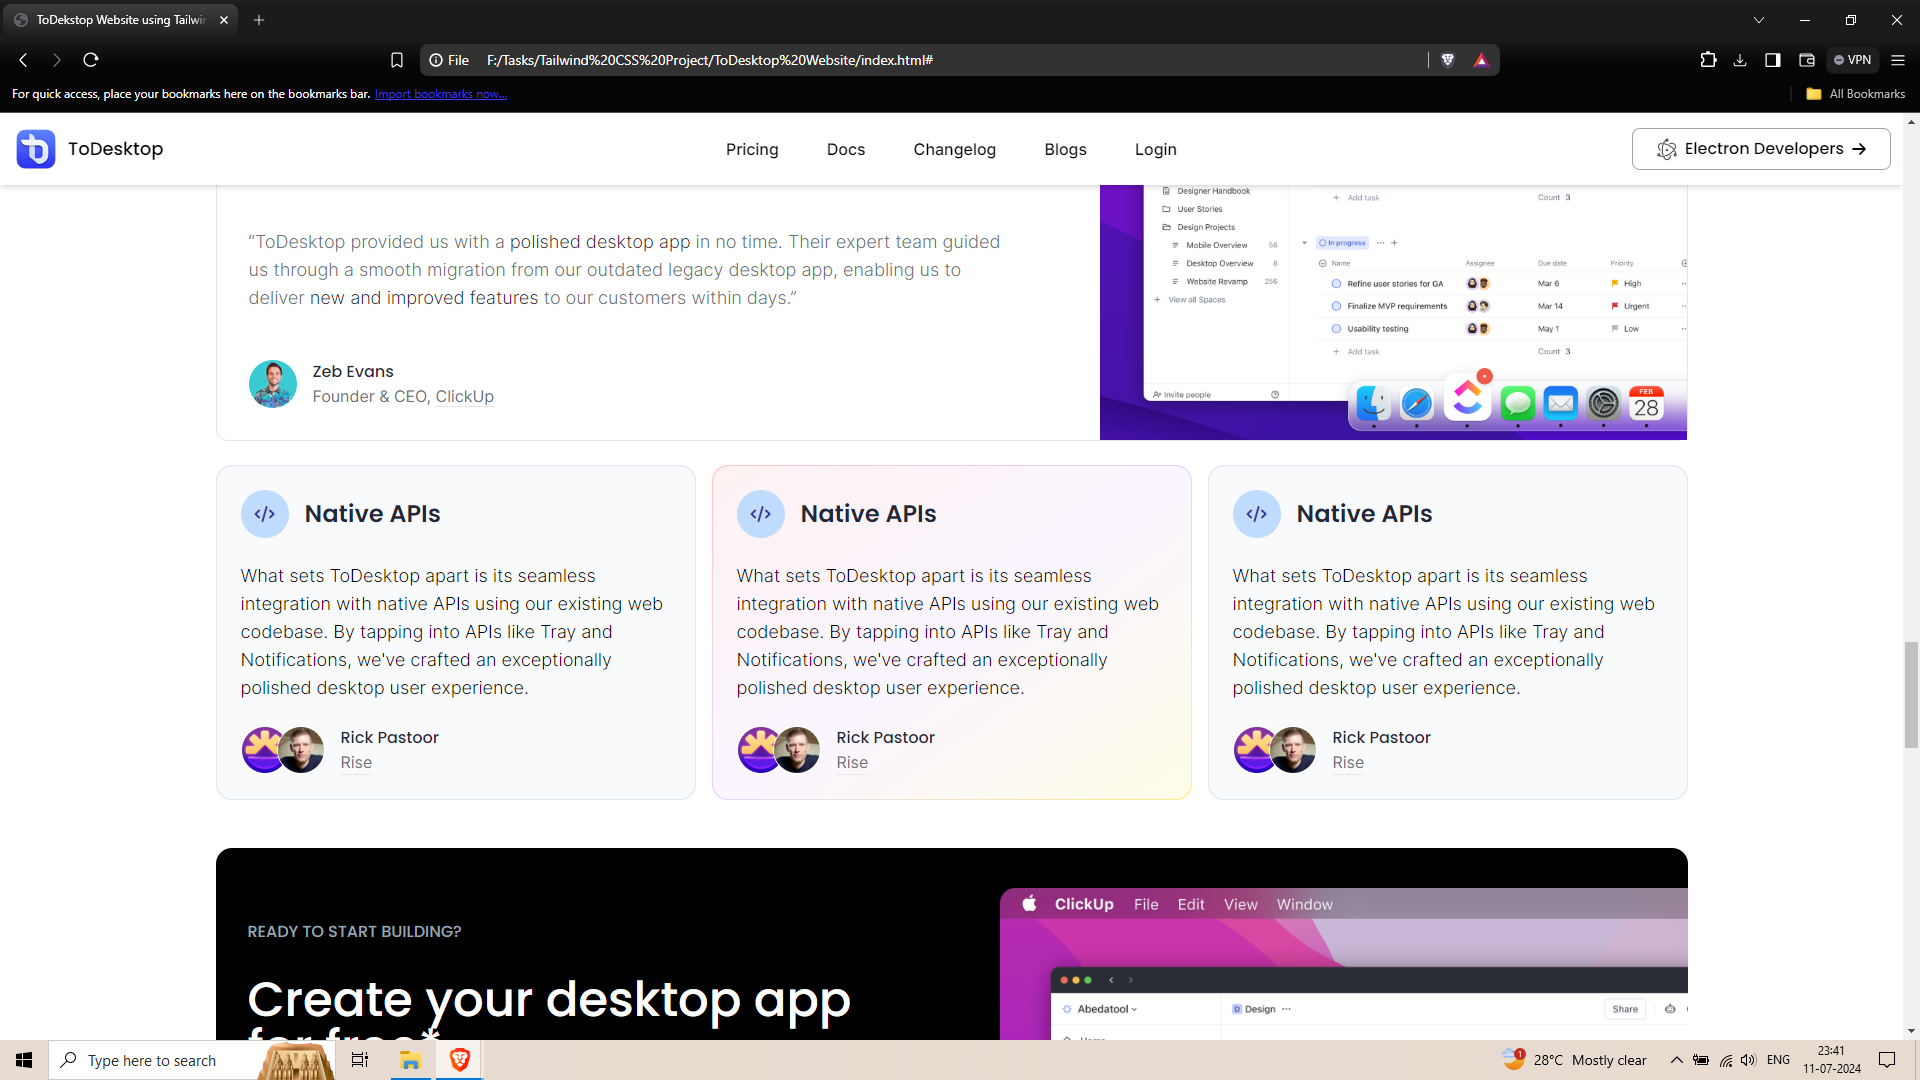 ToDekstop Website using Tailwin
File F:/Tasks/Tailwind%20CSS%20Project/ToDesktop%20Website/index.html#
VPN
For quick access, place your bookmarks here on the bookmarks bar. Import bookmarks now...
All Bookmarks
ToDesktop
Pricing Docs Changelog Blogs Login
Electron Developers →
“ToDesktop provided us with a polished desktop app in no time. Their expert team guided
us through a smooth migration from our outdated legacy desktop app, enabling us to
deliver new and improved features to our customers within days.”
Zeb Evans
Founder & CEO, ClickUp
Designer Handbook
User Stories
Design Projects
Mobile Overview 56
Desktop Overview 8
Website Revamp 256
+ View all Spaces
Invite people
+ Add task Count 3
In progress ··· +
Name Assignee Due date Priority
Refine user stories for GA Mar 6 High
Finalize MVP requirements Mar 14 Urgent
Usability testing May 1 Low
+ Add task Count 3
FEB
28
</> Native APIs
What sets ToDesktop apart is its seamless
integration with native APIs using our existing web
codebase. By tapping into APIs like Tray and
Notifications, we've crafted an exceptionally
polished desktop user experience.
Rick Pastoor
Rise
</> Native APIs
What sets ToDesktop apart is its seamless
integration with native APIs using our existing web
codebase. By tapping into APIs like Tray and
Notifications, we've crafted an exceptionally
polished desktop user experience.
Rick Pastoor
Rise
</> Native APIs
What sets ToDesktop apart is its seamless
integration with native APIs using our existing web
codebase. By tapping into APIs like Tray and
Notifications, we've crafted an exceptionally
polished desktop user experience.
Rick Pastoor
Rise
READY TO START BUILDING?
Create your desktop app
for free*
ClickUp File Edit View Window
Abedatool
D Design ···
Share
Home
Type here to search
1
28°C Mostly clear
ENG
23:41
11-07-2024